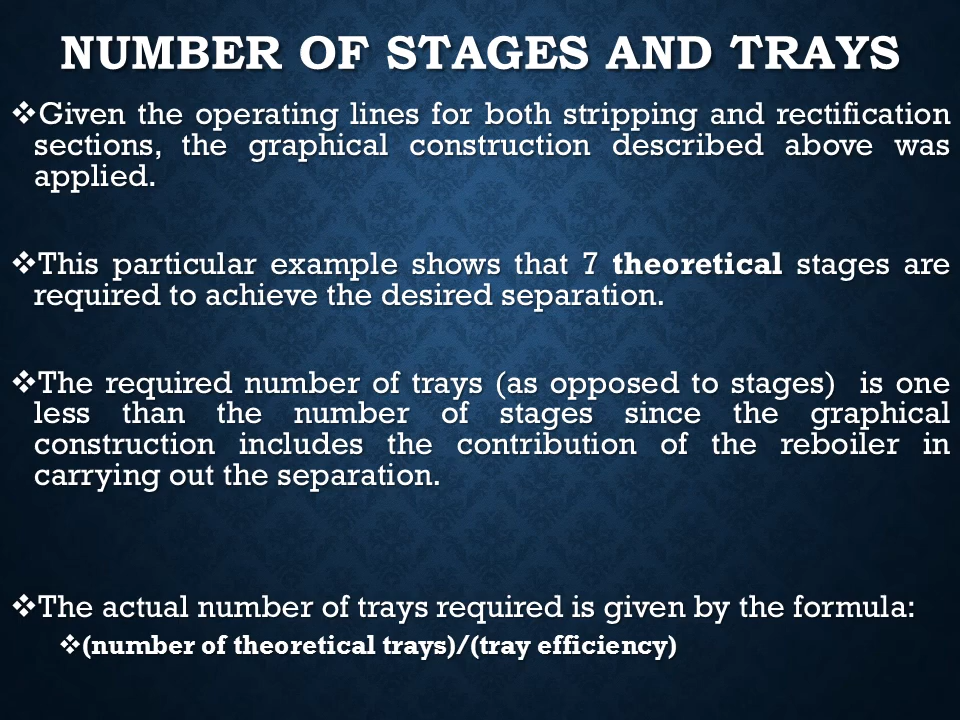 NUMBER OF STAGES AND TRAYS
❖Given the operating lines for both stripping and rectification
sections, the graphical construction described above was
applied.
❖This particular example shows that 7 theoretical stages are
required to achieve the desired separation.
❖The required number of trays (as opposed to stages) is one
less than the number of stages since the graphical
construction includes the contribution of the reboiler in
carrying out the separation.
❖The actual number of trays required is given by the formula:
❖(number of theoretical trays)/(tray efficiency)